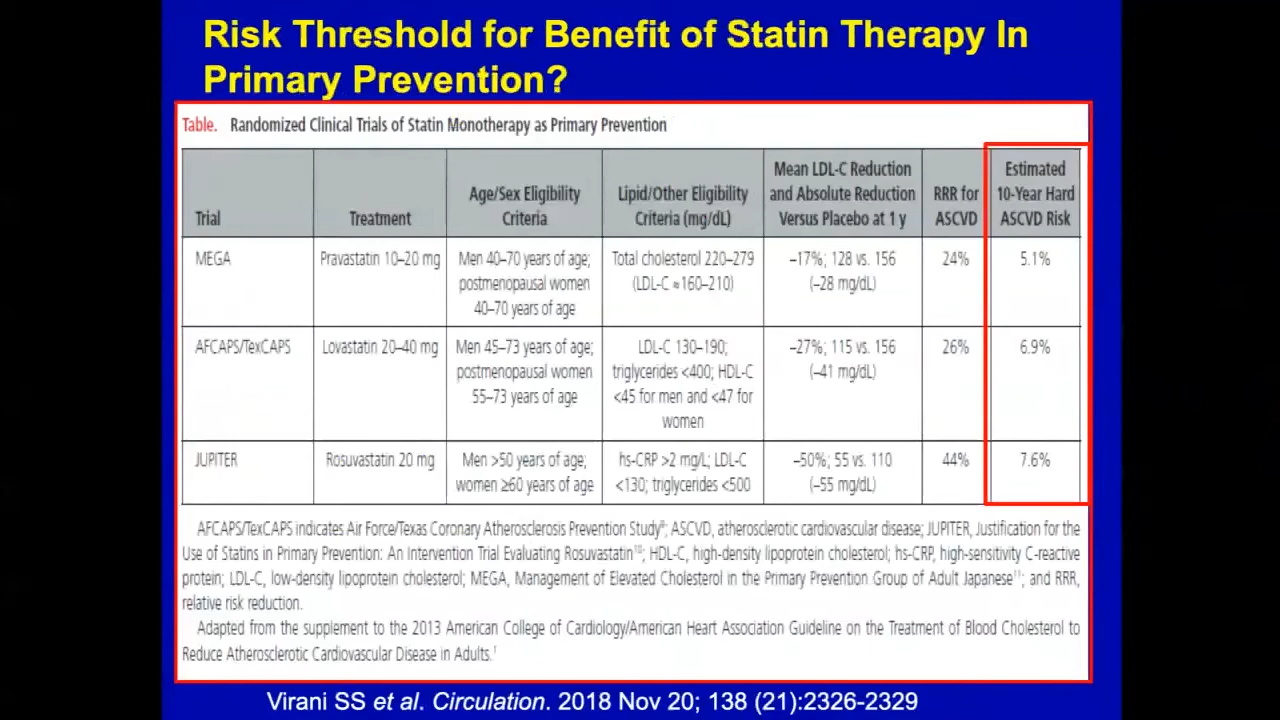 Risk Threshold for Benefit of Statin Therapy In
Primary Prevention?
Table. Randomized Clinical Trials of Statin Monotherapy as Primary Prevention
Trial
Treatment
Age/Sex Eligibility
Criteria
Lipid/Other Eligibility
Criteria (mg/dL)
Mean LDL-C Reduction
and Absolute Reduction
Versus Placebo at 1 y
RRR for
ASCVD
Estimated
10-Year Hard
ASCVD Risk
MEGA
Pravastatin 10–20 mg
Men 40–70 years of age;
postmenopausal women
40–70 years of age
Total cholesterol 220–279
(LDL-C ≈160–210)
–17%; 128 vs. 156
(–28 mg/dL)
24%
5.1%
AFCAPS/TexCAPS
Lovastatin 20–40 mg
Men 45–73 years of age;
postmenopausal women
55–73 years of age
LDL-C 130–190;
triglycerides <400; HDL-C
<45 for men and <47 for
women
–27%; 115 vs. 156
(–41 mg/dL)
26%
6.9%
JUPITER
Rosuvastatin 20 mg
Men >50 years of age;
women ≥60 years of age
hs-CRP >2 mg/L; LDL-C
<130; triglycerides <500
–50%; 55 vs. 110
(–55 mg/dL)
44%
7.6%
AFCAPS/TexCAPS indicates Air Force/Texas Coronary Atherosclerosis Prevention Study; ASCVD, atherosclerotic cardiovascular disease; JUPITER, Justification for the
Use of Statins in Primary Prevention: An Intervention Trial Evaluating Rosuvastatin; HDL-C, high-density lipoprotein cholesterol; hs-CRP, high-sensitivity C-reactive
protein; LDL-C, low-density lipoprotein cholesterol; MEGA, Management of Elevated Cholesterol in the Primary Prevention Group of Adult Japanese; and RRR,
relative risk reduction.
Adapted from the supplement to the 2013 American College of Cardiology/American Heart Association Guideline on the Treatment of Blood Cholesterol to
Reduce Atherosclerotic Cardiovascular Disease in Adults.
Virani SS et al. Circulation. 2018 Nov 20; 138 (21):2326-2329